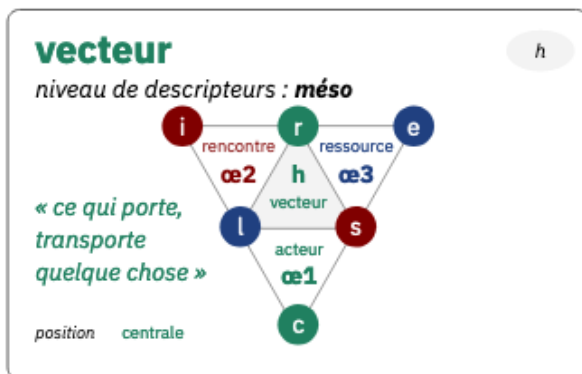 vecteur
h
niveau de descripteurs : méso
i r e
rencontre ressource
œ2 h œ3
vecteur
« ce qui porte,
transporte
quelque chose »
l s
acteur
œ1
c
position centrale